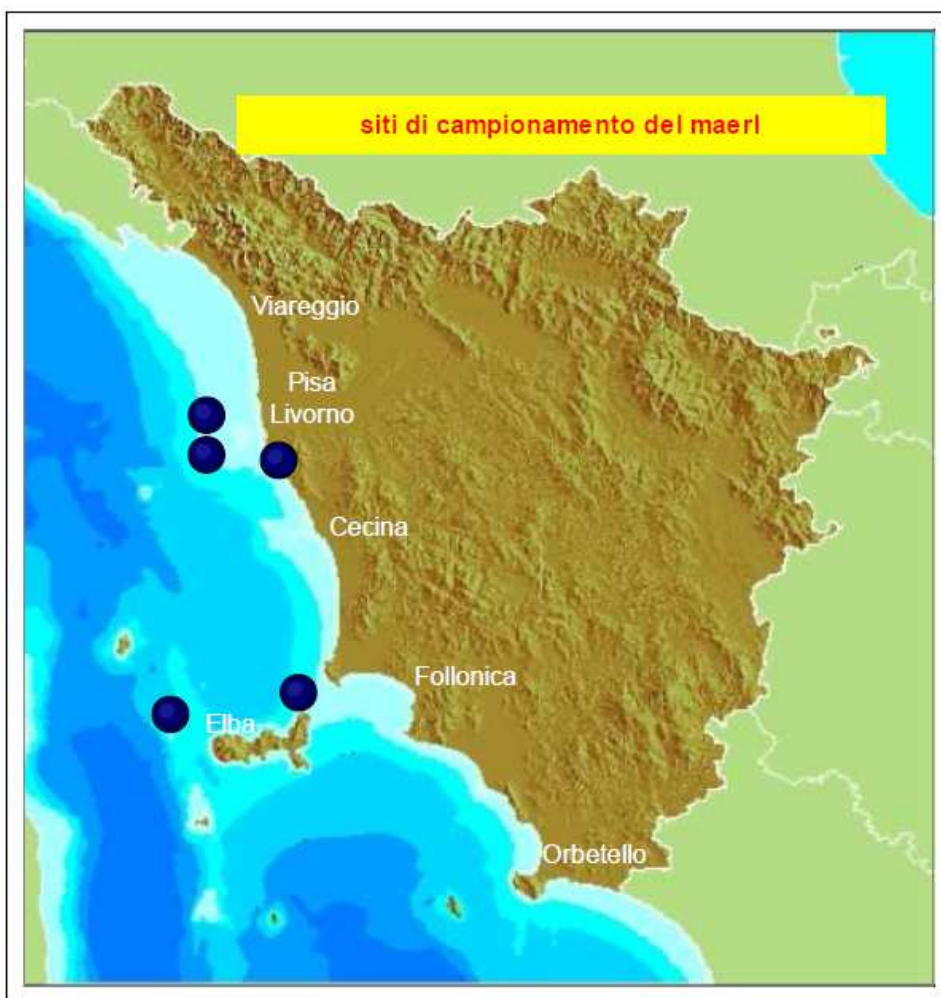 siti di campionamento del maerl
Viareggio
Pisa
Livorno
Cecina
Follonica
Elba
Orbetello